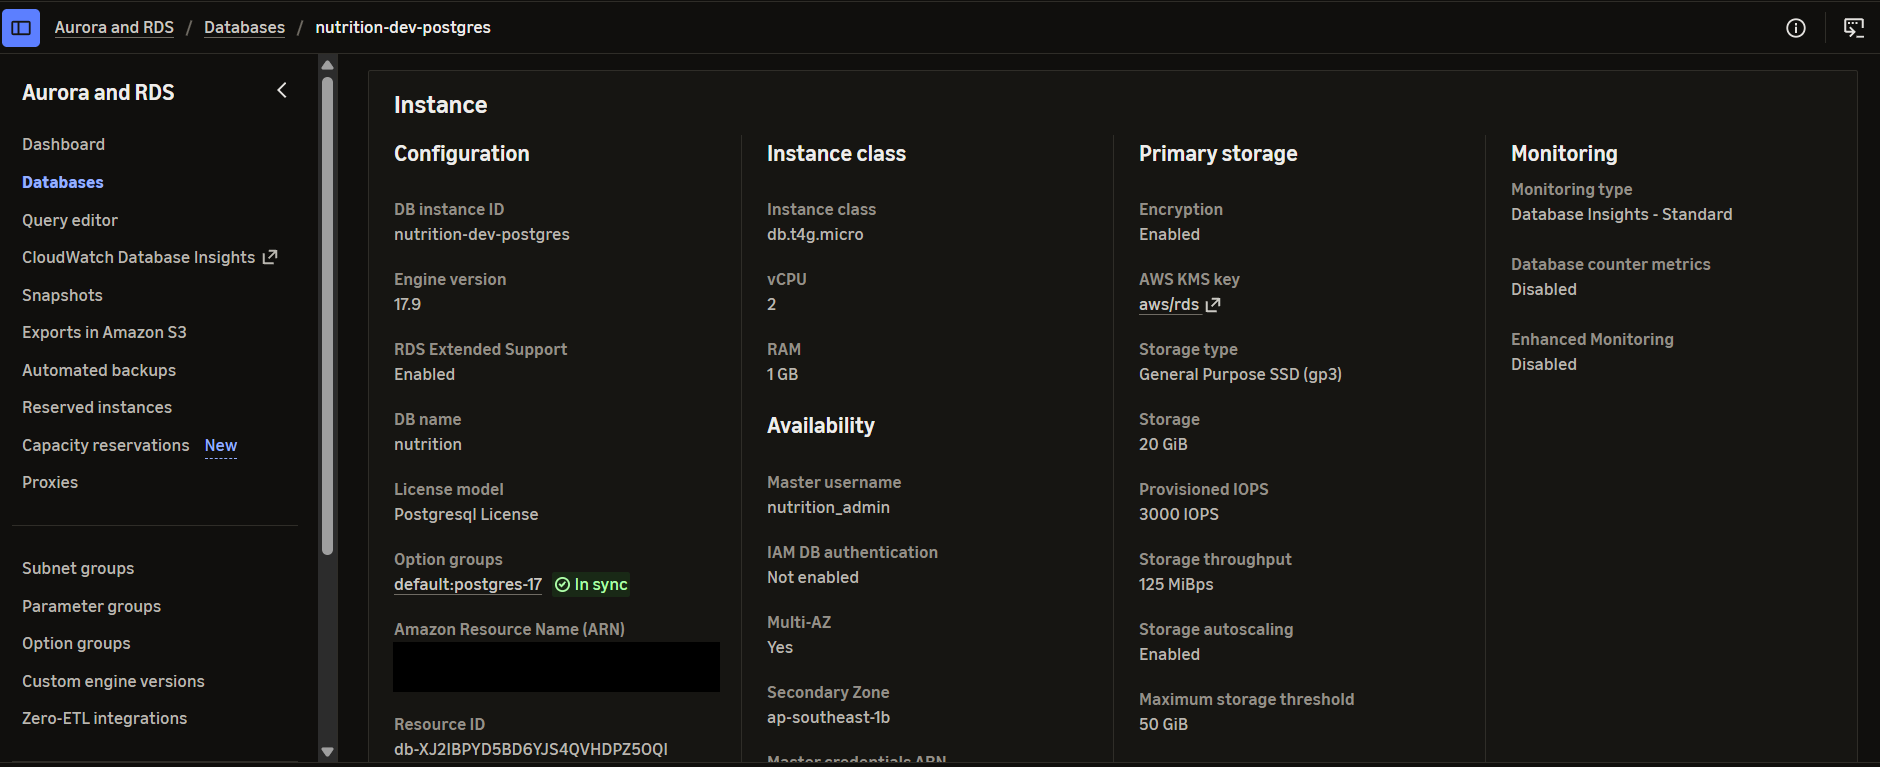 Aurora and RDS / Databases / nutrition-dev-postgres
Aurora and RDS
Dashboard
Databases
Query editor
CloudWatch Database Insights
Snapshots
Exports in Amazon S3
Automated backups
Reserved instances
Capacity reservations New
Proxies
Subnet groups
Parameter groups
Option groups
Custom engine versions
Zero-ETL integrations
Instance
Configuration
DB instance ID
nutrition-dev-postgres
Engine version
17.9
RDS Extended Support
Enabled
DB name
nutrition
License model
Postgresql License
Option groups
default:postgres-17 In sync
Amazon Resource Name (ARN)
Resource ID
db-XJ2IBPYD5BD6YJS4QVHDPZ5OQI
Instance class
Instance class
db.t4g.micro
vCPU
2
RAM
1 GB
Availability
Master username
nutrition_admin
IAM DB authentication
Not enabled
Multi-AZ
Yes
Secondary Zone
ap-southeast-1b
Master credentials ARN
Primary storage
Encryption
Enabled
AWS KMS key
aws/rds
Storage type
General Purpose SSD (gp3)
Storage
20 GiB
Provisioned IOPS
3000 IOPS
Storage throughput
125 MiBps
Storage autoscaling
Enabled
Maximum storage threshold
50 GiB
Monitoring
Monitoring type
Database Insights - Standard
Database counter metrics
Disabled
Enhanced Monitoring
Disabled